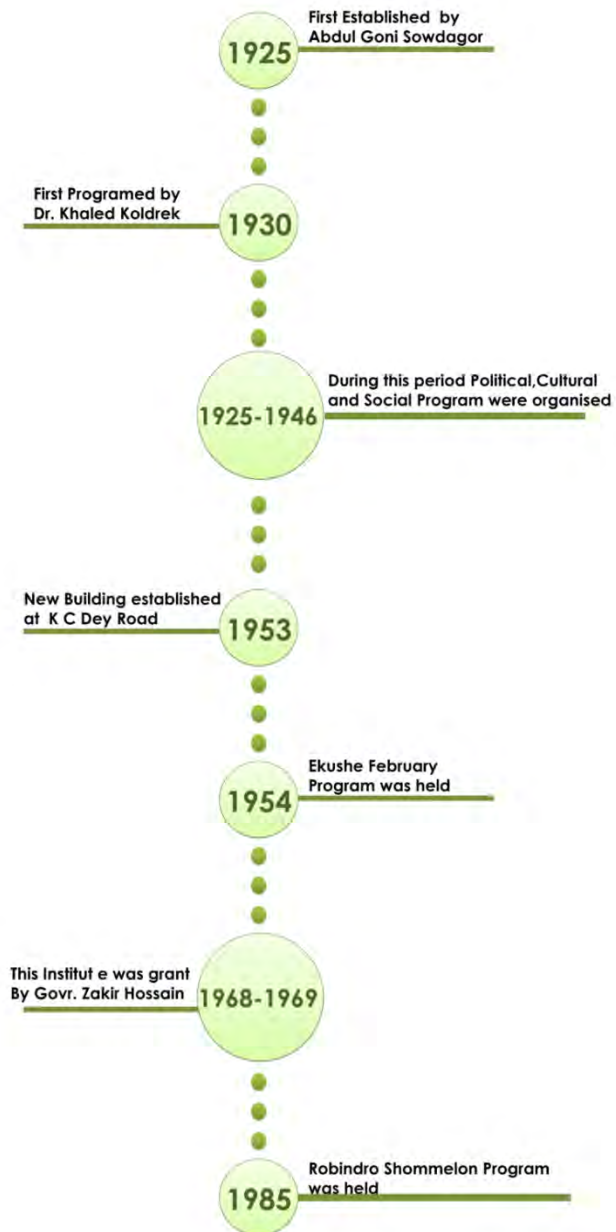 First Established by
Abdul Goni Sowdagor
1925
First Programed by
Dr. Khaled Koldrek
1930
During this period Political,Cultural
and Social Program were organised
1925-1946
New Building established
at K C Dey Road
1953
Ekushe February
Program was held
1954
This Institut e was grant
By Govr. Zakir Hossain
1968-1969
Robindro Shommelon Program
was held
1985